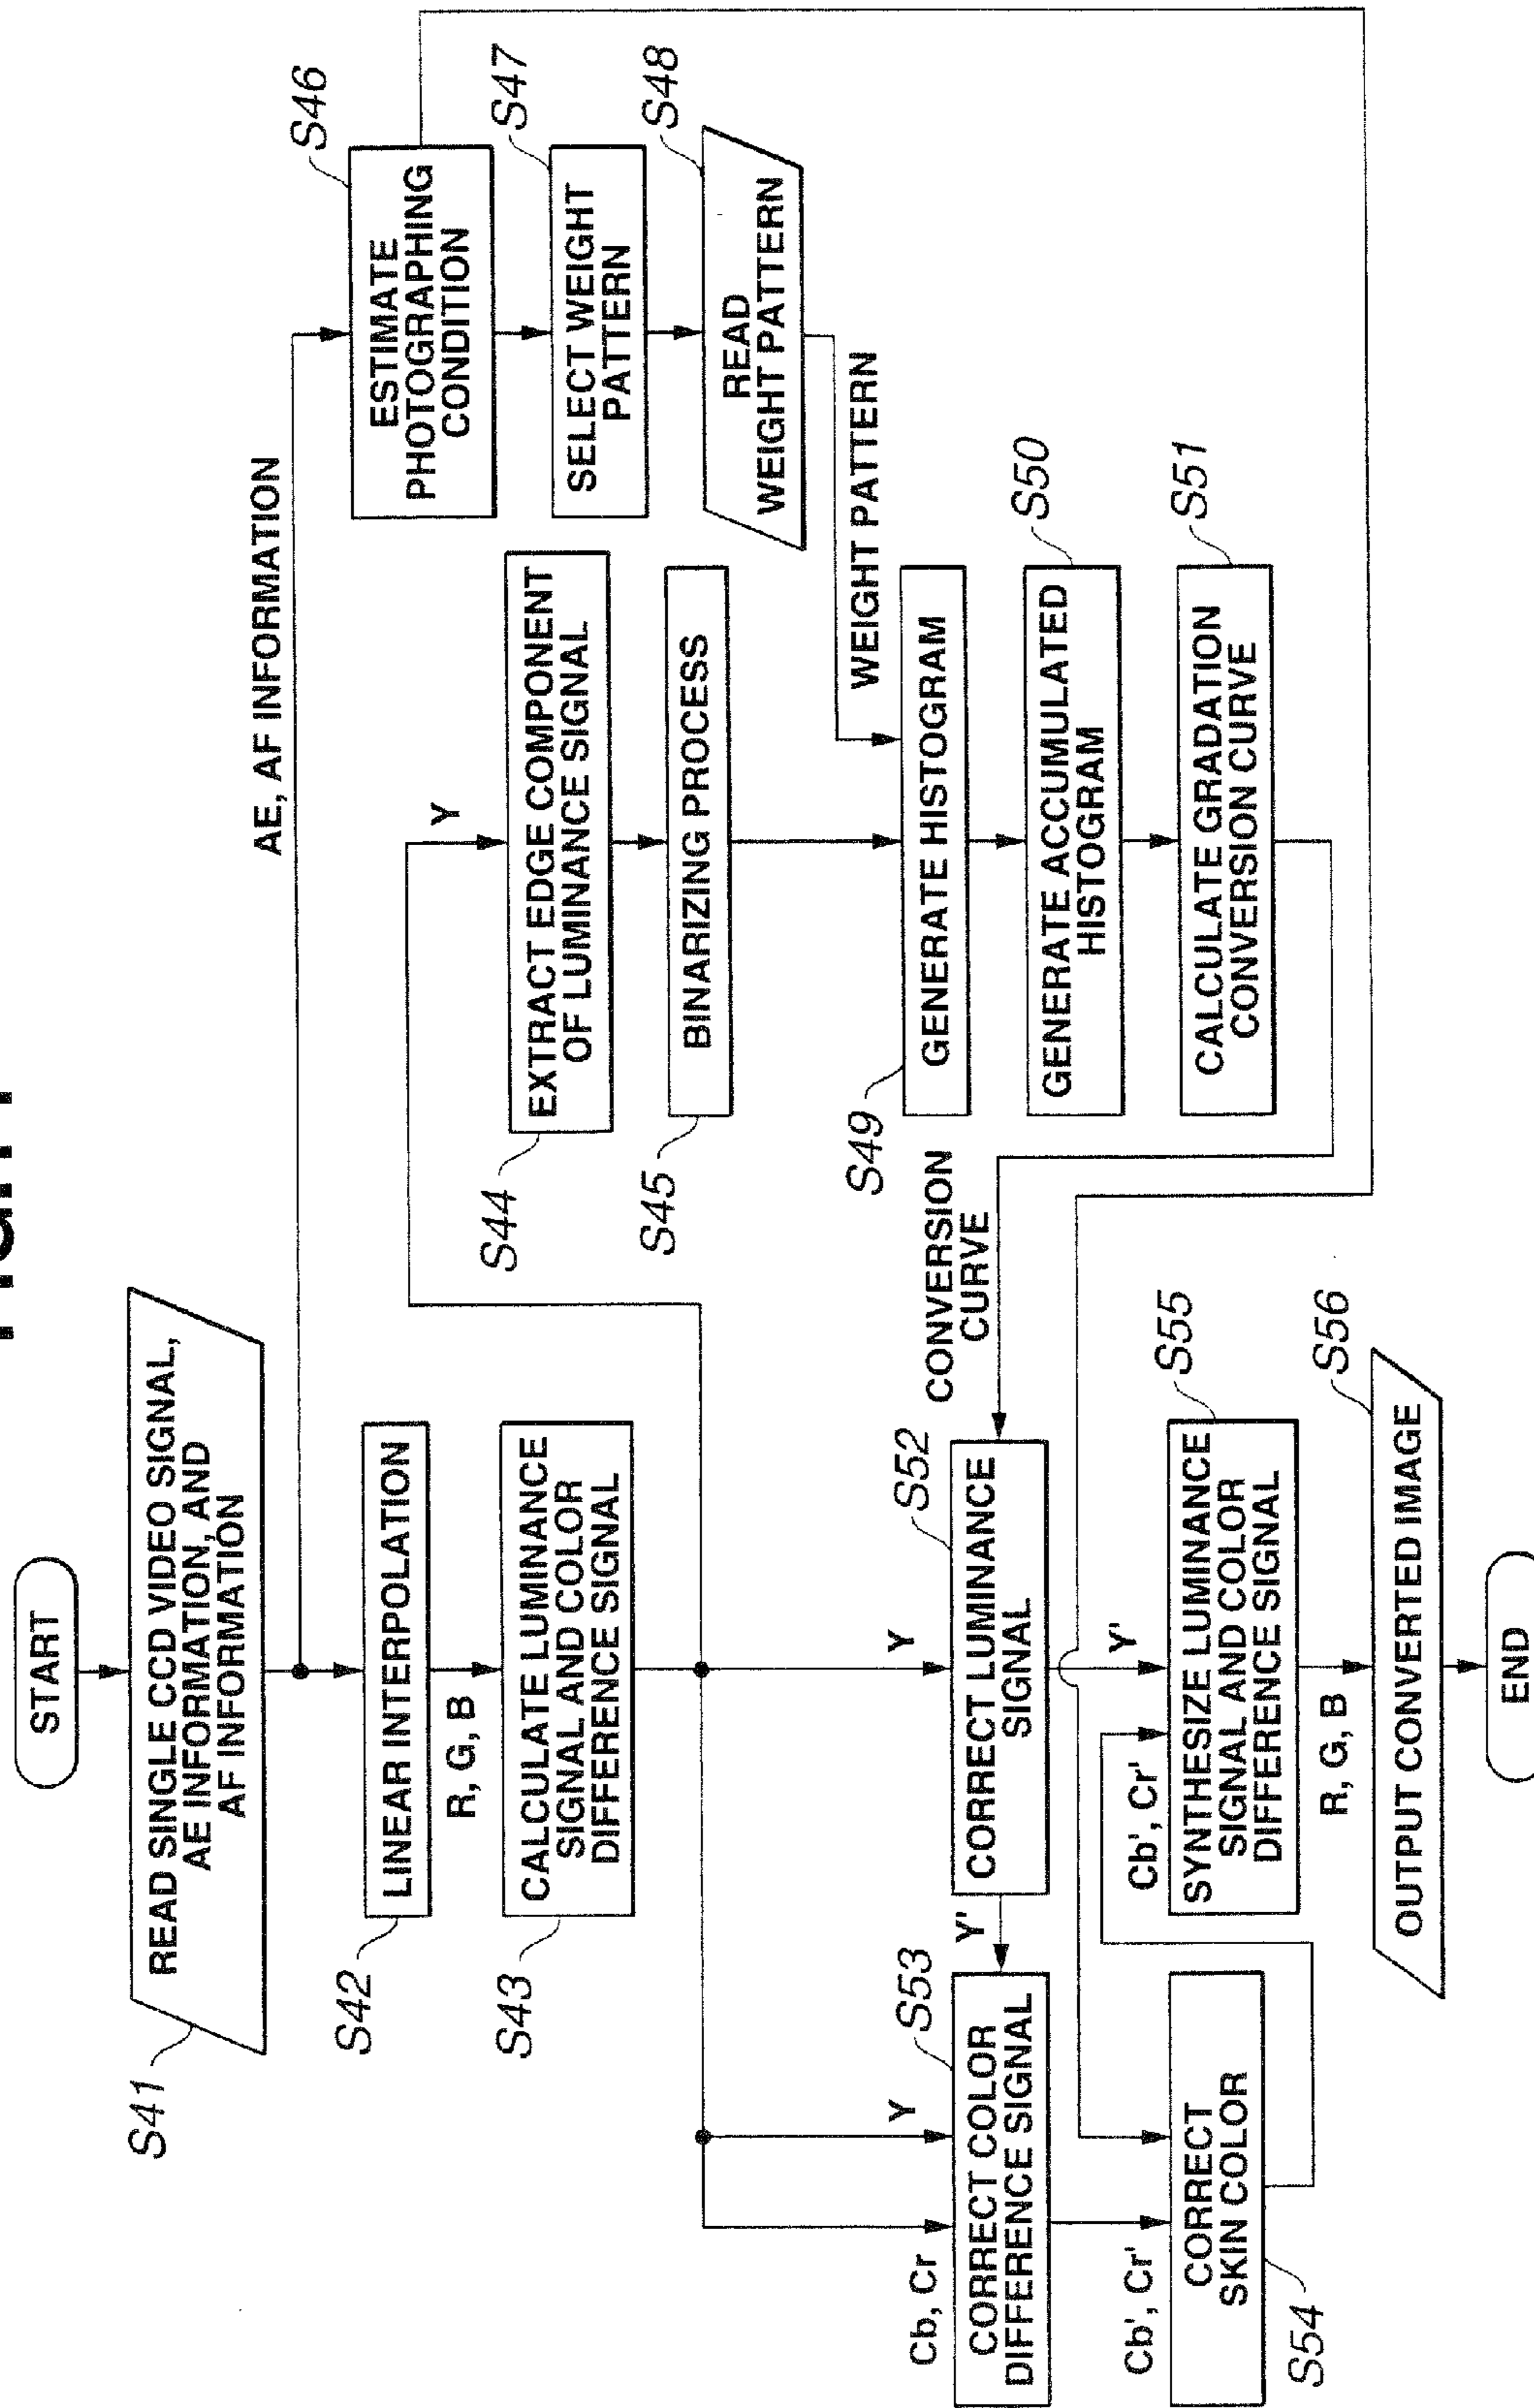 START
READ SINGLE CCD VIDEO SIGNAL,
AE INFORMATION, AND
AF INFORMATION
S41
AE, AF INFORMATION
LINEAR INTERPOLATION
S42
R, G, B
CALCULATE LUMINANCE
SIGNAL AND COLOR
DIFFERENCE SIGNAL
S43
Y
EXTRACT EDGE COMPONENT
OF LUMINANCE SIGNAL
S44
BINARIZING PROCESS
S45
ESTIMATE
PHOTOGRAPHING
CONDITION
S46
SELECT WEIGHT
PATTERN
S47
READ
WEIGHT PATTERN
S48
WEIGHT PATTERN
GENERATE HISTOGRAM
S49
GENERATE ACCUMULATED
HISTOGRAM
S50
CALCULATE GRADATION
CONVERSION CURVE
S51
CONVERSION
CURVE
Y
CORRECT LUMINANCE
SIGNAL
S52
Cb, Cr
Y
Y'
CORRECT COLOR
DIFFERENCE SIGNAL
S53
Cb', Cr'
CORRECT
SKIN COLOR
S54
Cb', Cr'
Y'
SYNTHESIZE LUMINANCE
SIGNAL AND COLOR
DIFFERENCE SIGNAL
S55
R, G, B
OUTPUT CONVERTED IMAGE
S56
END